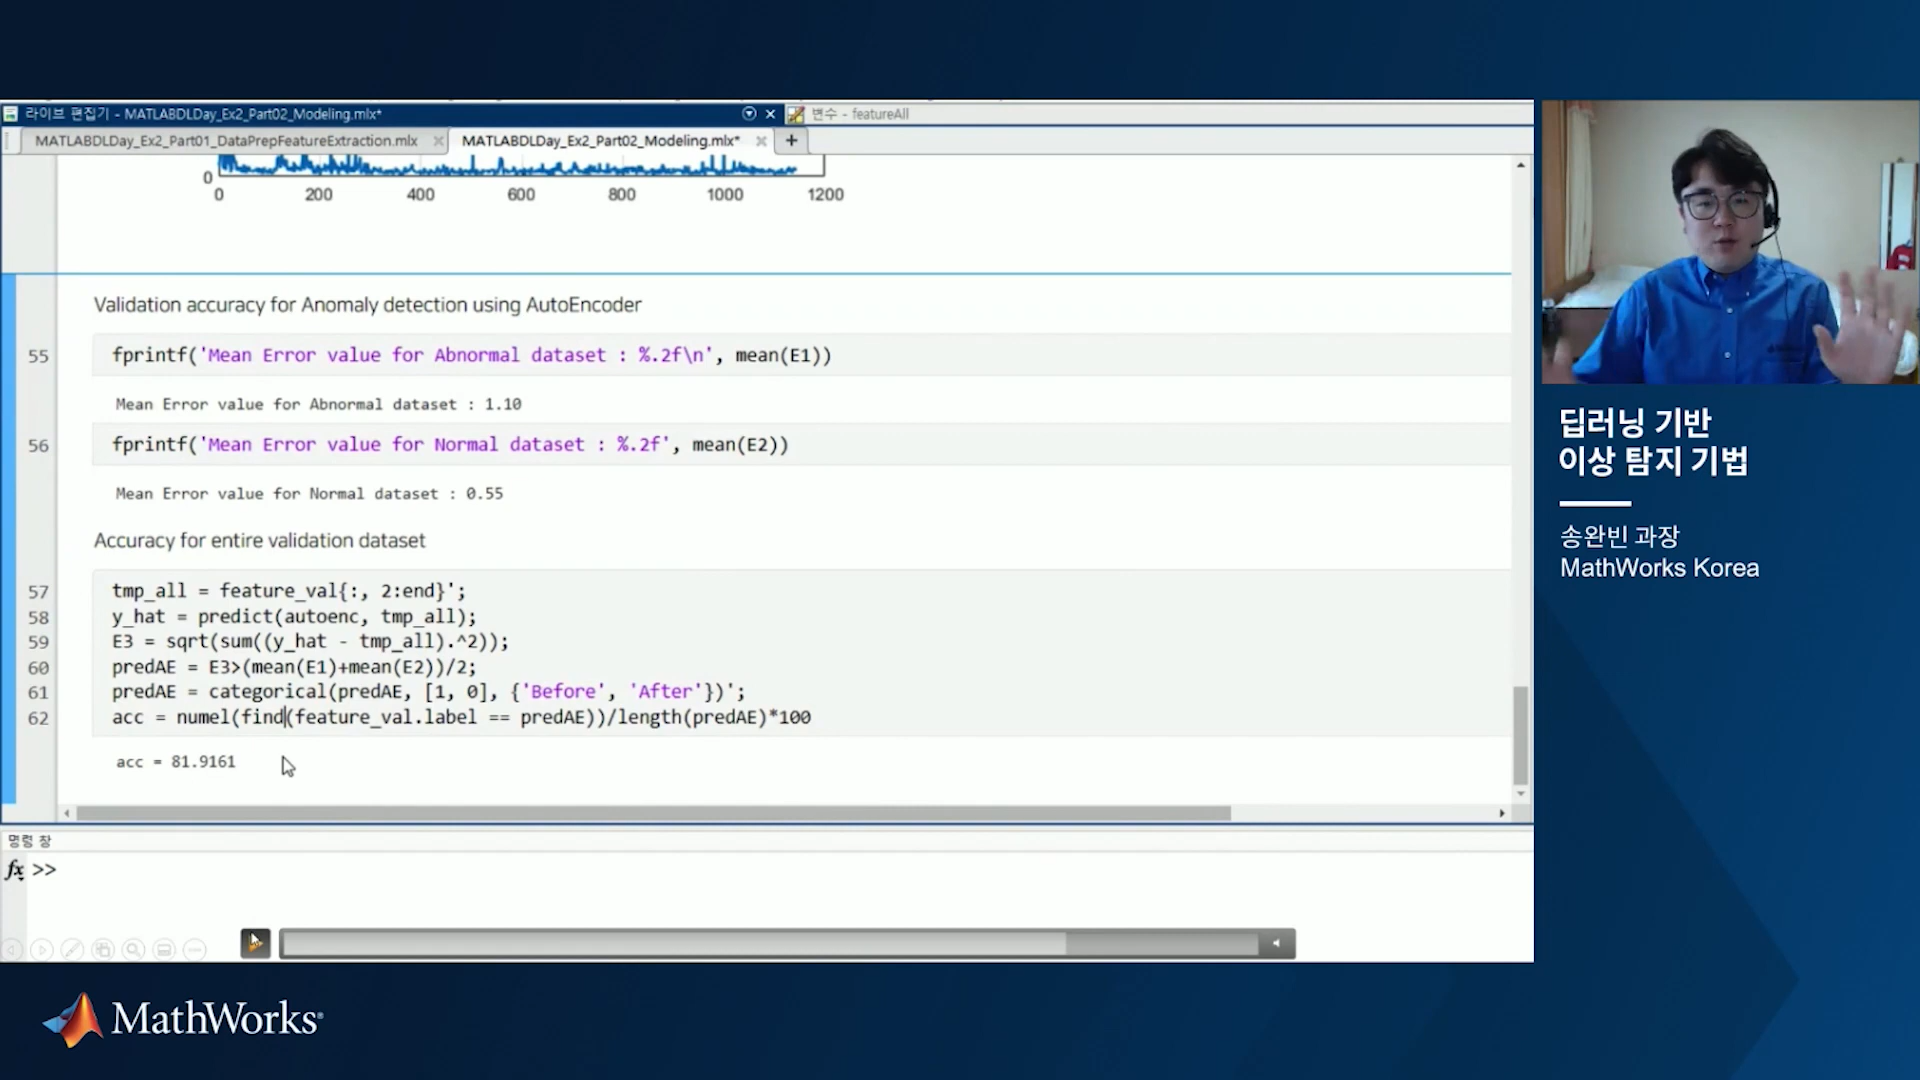 라이브 편집기 - MATLABDLDay_Ex2_Part02_Modeling.mlx*
변수 - featureAll
MATLABDLDay_Ex2_Part01_DataPrepFeatureExtraction.mlx
MATLABDLDay_Ex2_Part02_Modeling.mlx*
0
0 200 400 600 800 1000 1200
Validation accuracy for Anomaly detection using AutoEncoder
55 fprintf('Mean Error value for Abnormal dataset : %.2f\n', mean(E1))
Mean Error value for Abnormal dataset : 1.10
56 fprintf('Mean Error value for Normal dataset : %.2f', mean(E2))
Mean Error value for Normal dataset : 0.55
Accuracy for entire validation dataset
57 tmp_all = feature_val{:, 2:end}';
58 y_hat = predict(autoenc, tmp_all);
59 E3 = sqrt(sum((y_hat - tmp_all).^2));
60 predAE = E3>(mean(E1)+mean(E2))/2;
61 predAE = categorical(predAE, [1, 0], {'Before', 'After'})';
62 acc = numel(find(feature_val.label == predAE))/length(predAE)*100
acc = 81.9161
명령 창
fx >>
딥러닝 기반
이상 탐지 기법
송완빈 과장
MathWorks Korea
MathWorks®